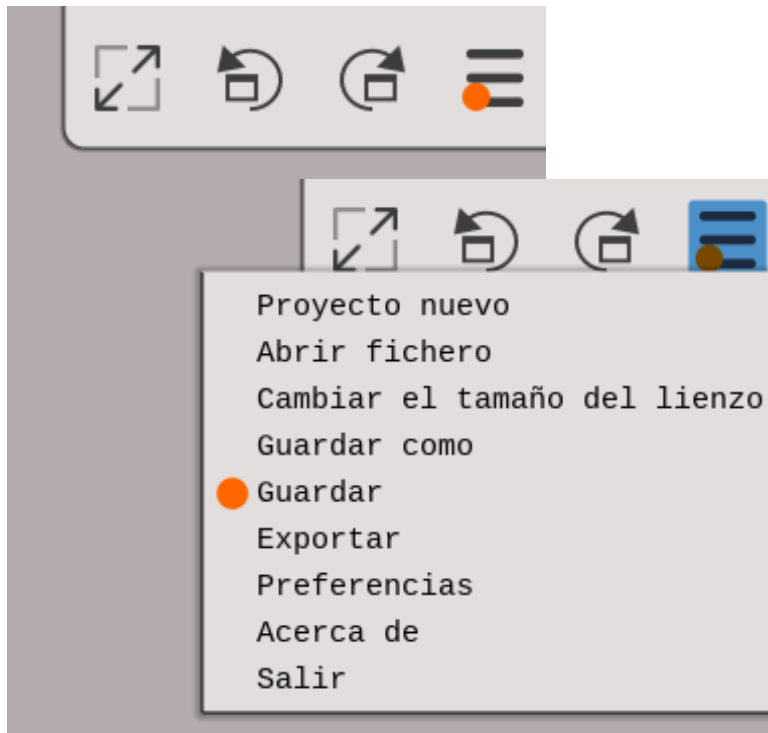 Proyecto nuevo
Abrir fichero
Cambiar el tamaño del lienzo
Guardar como
Guardar
Exportar
Preferencias
Acerca de
Salir